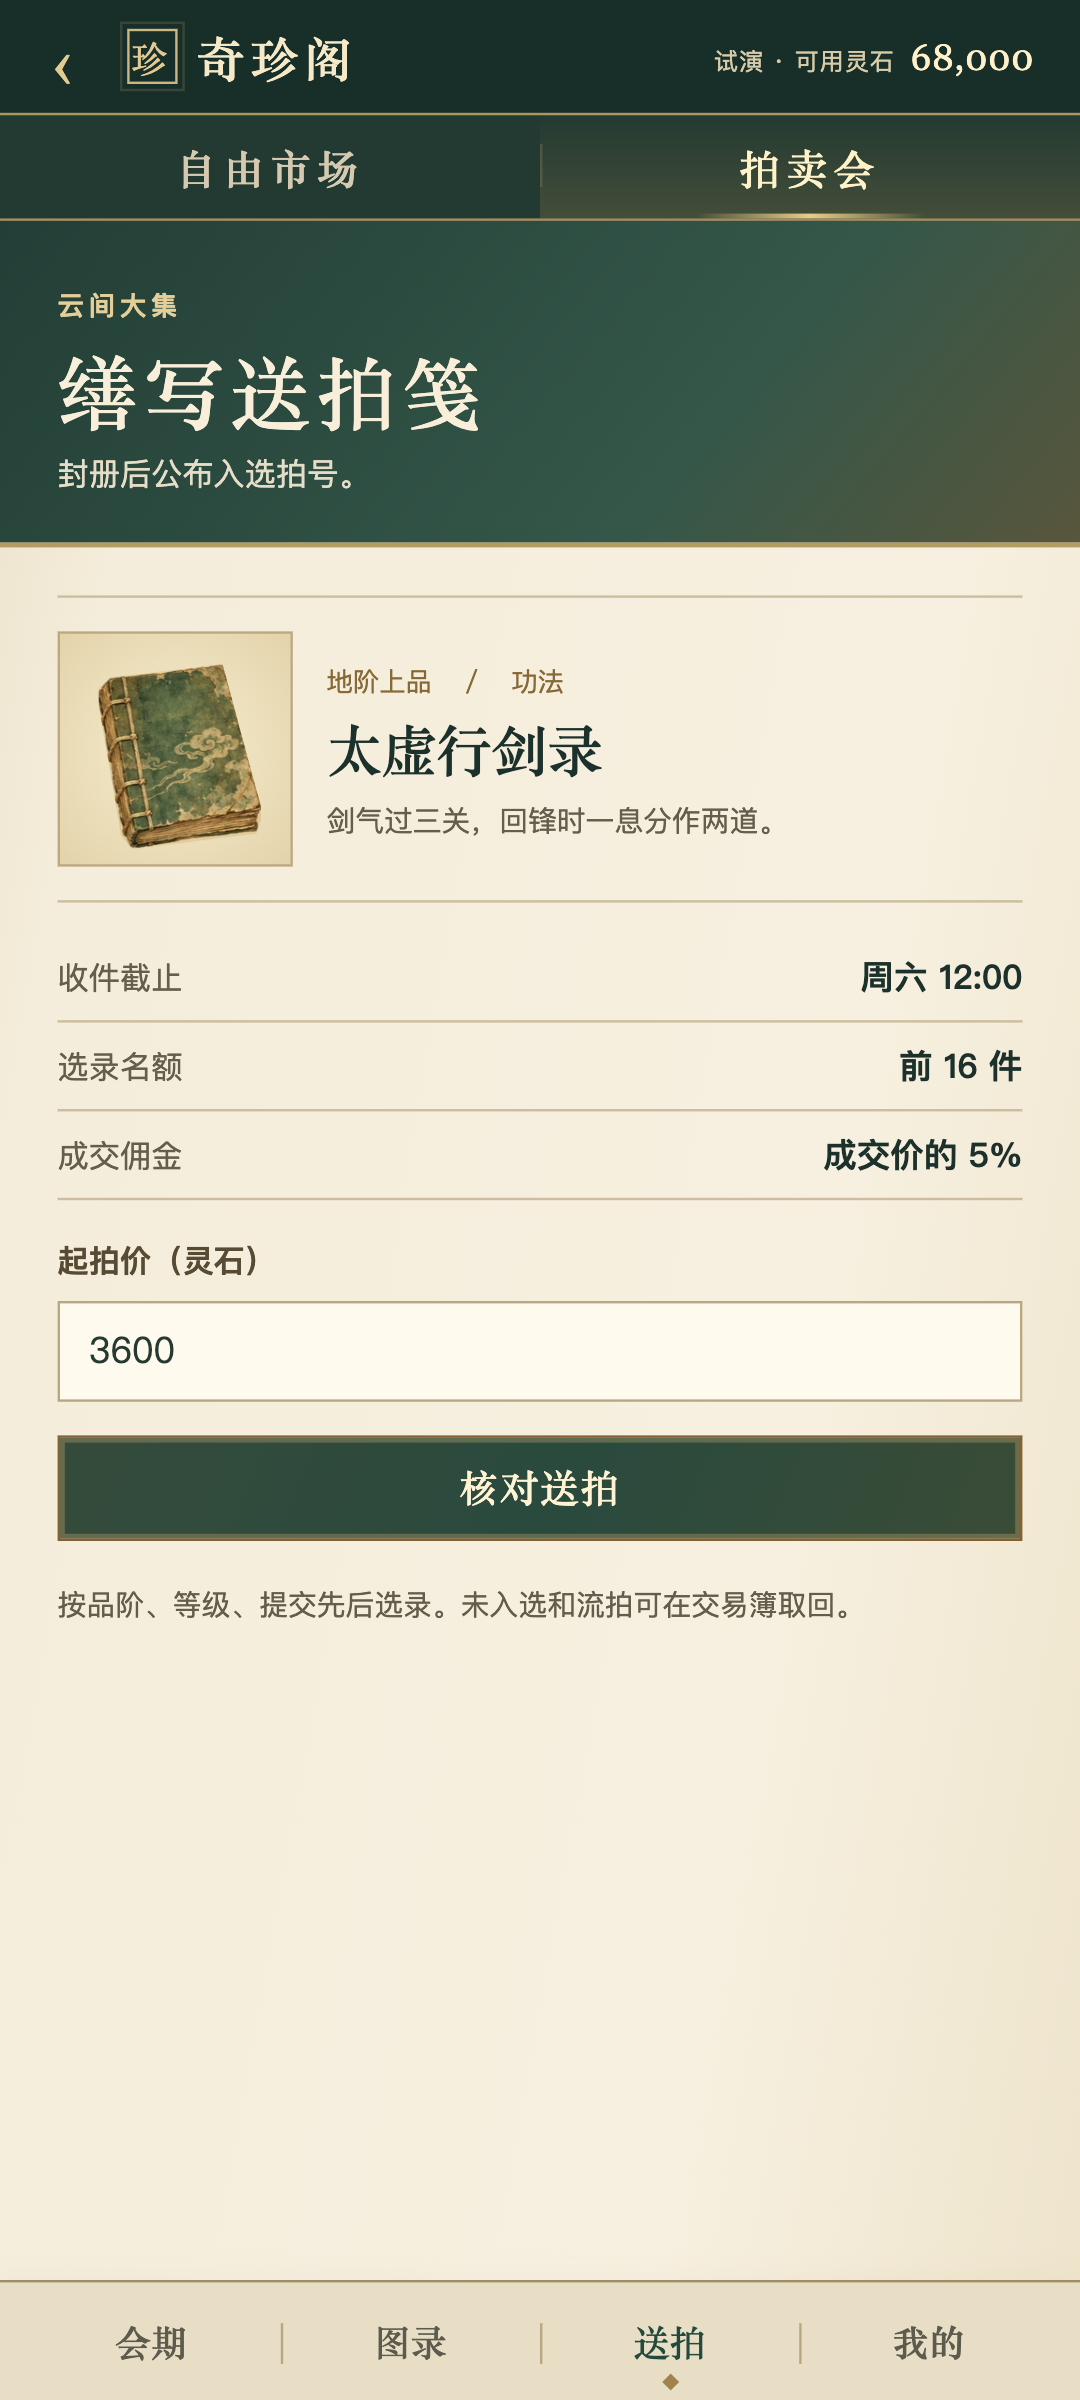 ‹ 珍 奇珍阁 试演 · 可用灵石 68,000
自由市场 拍卖会
云间大集
缮写送拍笺
封册后公布入选拍号。
地阶上品 / 功法
太虚行剑录
剑气过三关，回锋时一息分作两道。
收件截止 周六 12:00
选录名额 前 16 件
成交佣金 成交价的 5%
起拍价（灵石）
3600
核对送拍
按品阶、等级、提交先后选录。未入选和流拍可在交易簿取回。
会期 图录 送拍 我的